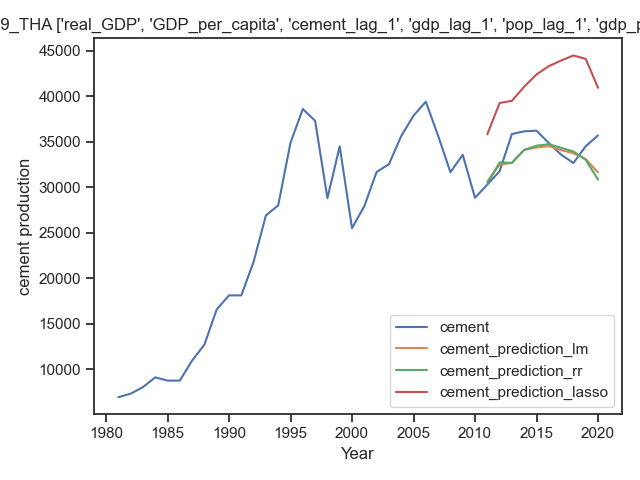 9_THA ['real_GDP', 'GDP_per_capita', 'cement_lag_1', 'gdp_lag_1', 'pop_lag_1', 'gdp_p
45000
40000
35000
30000
25000
20000
15000
10000
cement production
cement
cement_prediction_lm
cement_prediction_rr
cement_prediction_lasso
1980 1985 1990 1995 2000 2005 2010 2015 2020
Year